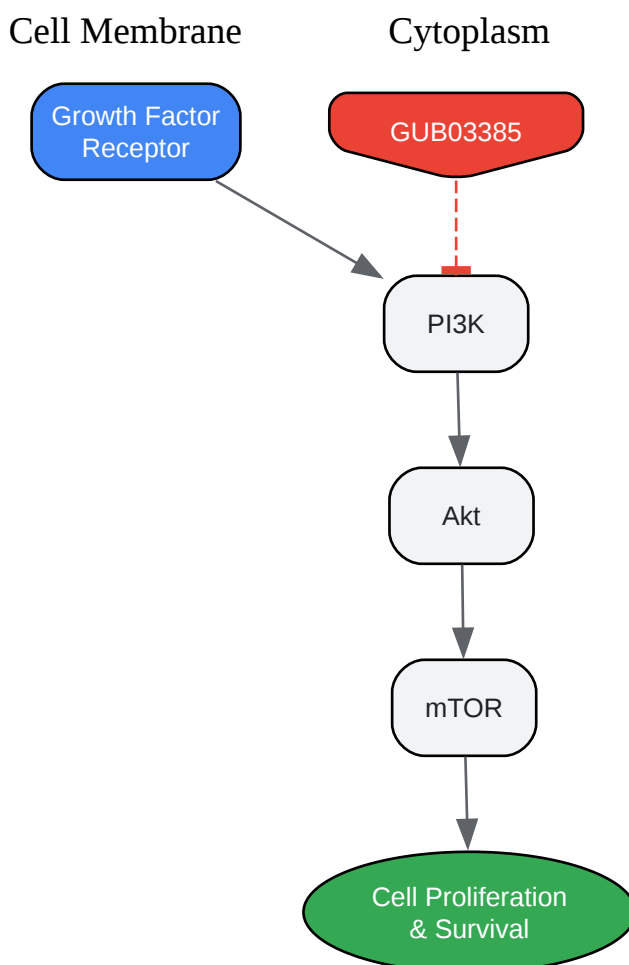 Cell Membrane
Cytoplasm
Growth Factor
Receptor
GUB03385
PI3K
Akt
mTOR
Cell Proliferation
& Survival